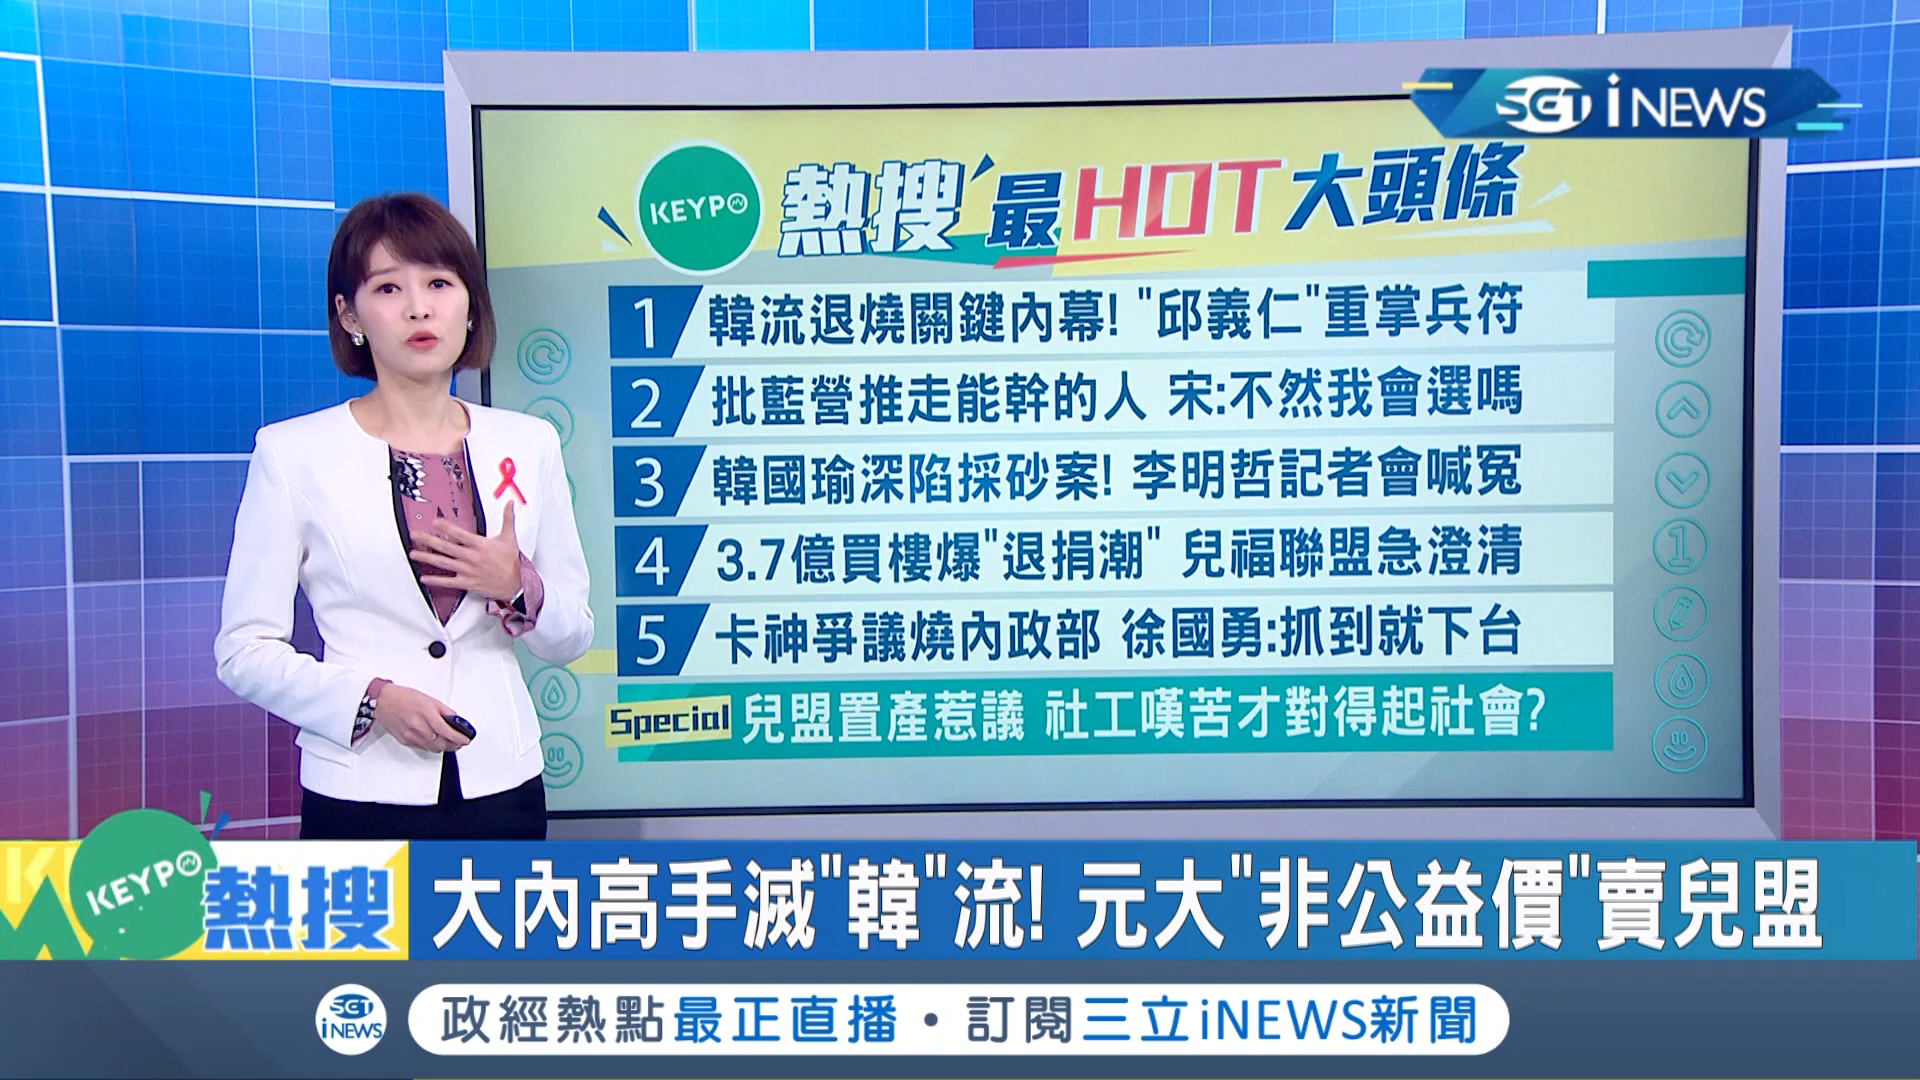 SET iNEWS
KEYPO 熱搜 最HOT大頭條
1 韓流退燒關鍵內幕! "邱義仁"重掌兵符
2 批藍營推走能幹的人 宋:不然我會選嗎
3 韓國瑜深陷採砂案! 李明哲記者會喊冤
4 3.7億買樓爆"退捐潮" 兒福聯盟急澄清
5 卡神爭議燒內政部 徐國勇:抓到就下台
Special 兒盟置產惹議 社工嘆苦才對得起社會?
KEYPO 熱搜 大內高手滅"韓"流! 元大"非公益價"賣兒盟
SET iNEWS 政經熱點最正直播・訂閱三立iNEWS新聞